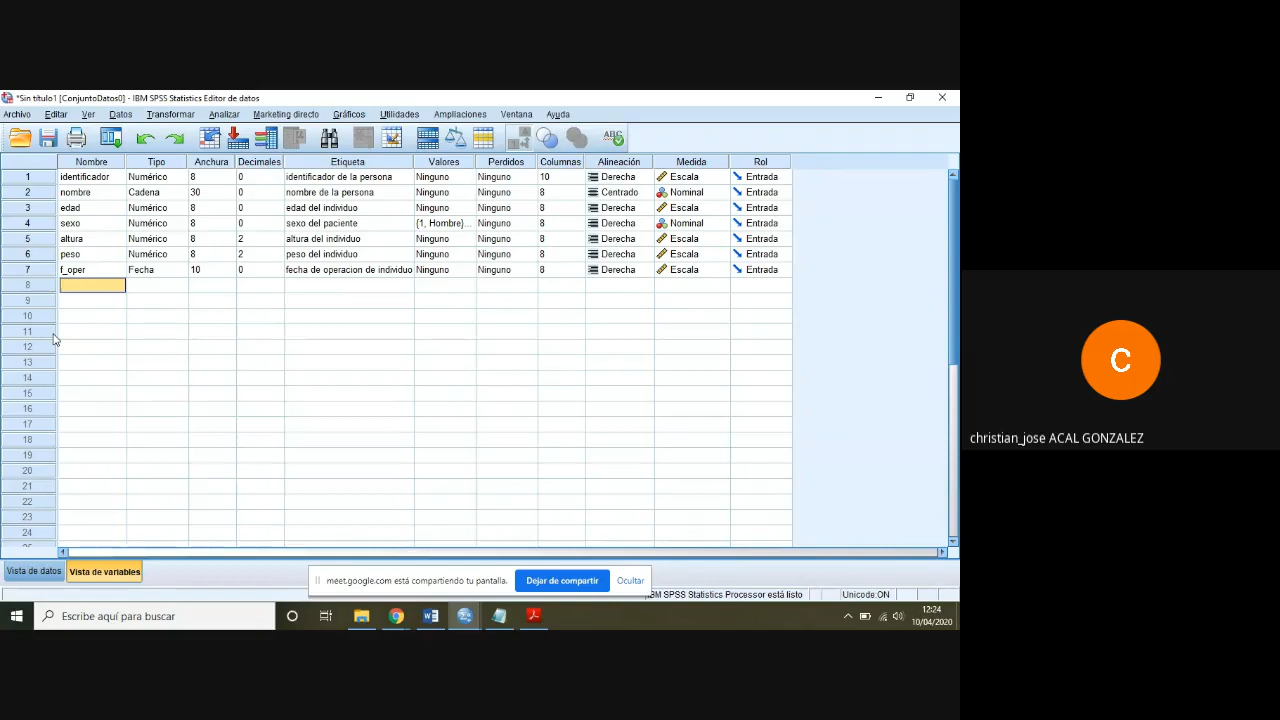 *Sin título1 [ConjuntoDatos0] - IBM SPSS Statistics Editor de datos
Archivo Editar Ver Datos Transformar Analizar Marketing directo Gráficos Utilidades Ampliaciones Ventana Ayuda
Nombre Tipo Anchura Decimales Etiqueta Valores Perdidos Columnas Alineación Medida Rol
1 identificador Numérico 8 0 identificador de la persona Ninguno Ninguno 10 Derecha Escala Entrada
2 nombre Cadena 30 0 nombre de la persona Ninguno Ninguno 8 Centrado Nominal Entrada
3 edad Numérico 8 0 edad del individuo Ninguno Ninguno 8 Derecha Escala Entrada
4 sexo Numérico 8 0 sexo del paciente {1, Hombre}... Ninguno 8 Derecha Nominal Entrada
5 altura Numérico 8 2 altura del individuo Ninguno Ninguno 8 Derecha Escala Entrada
6 peso Numérico 8 2 peso del individuo Ninguno Ninguno 8 Derecha Escala Entrada
7 f_oper Fecha 10 0 fecha de operacion de individuo Ninguno Ninguno 8 Derecha Escala Entrada
8
9
10
11
12
13
14
15
16
17
18
19
20
21
22
23
24
C
christian_jose ACAL GONZALEZ
Vista de datos Vista de variables
meet.google.com está compartiendo tu pantalla. Dejar de compartir Ocultar
IBM SPSS Statistics Processor está listo Unicode:ON
Escribe aquí para buscar
12:24
10/04/2020